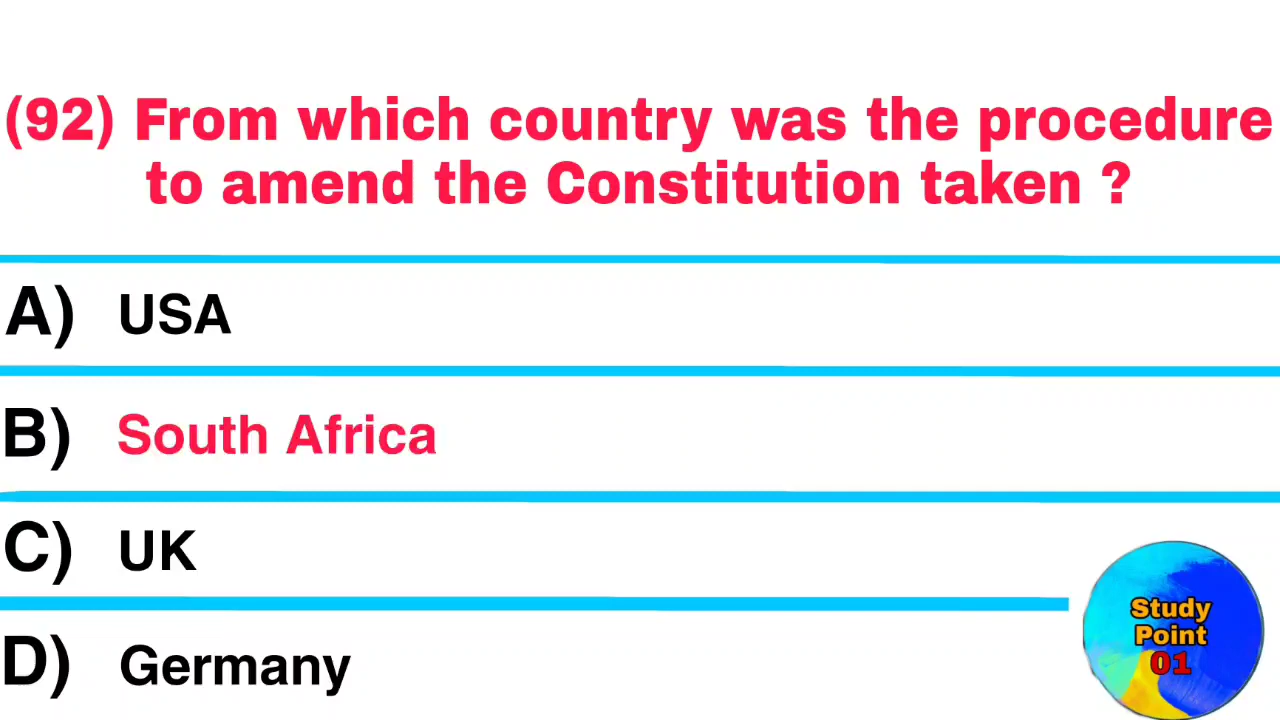 (92) From which country was the procedure
to amend the Constitution taken ?
A) USA
B) South Africa
C) UK
D) Germany
Study
Point
01